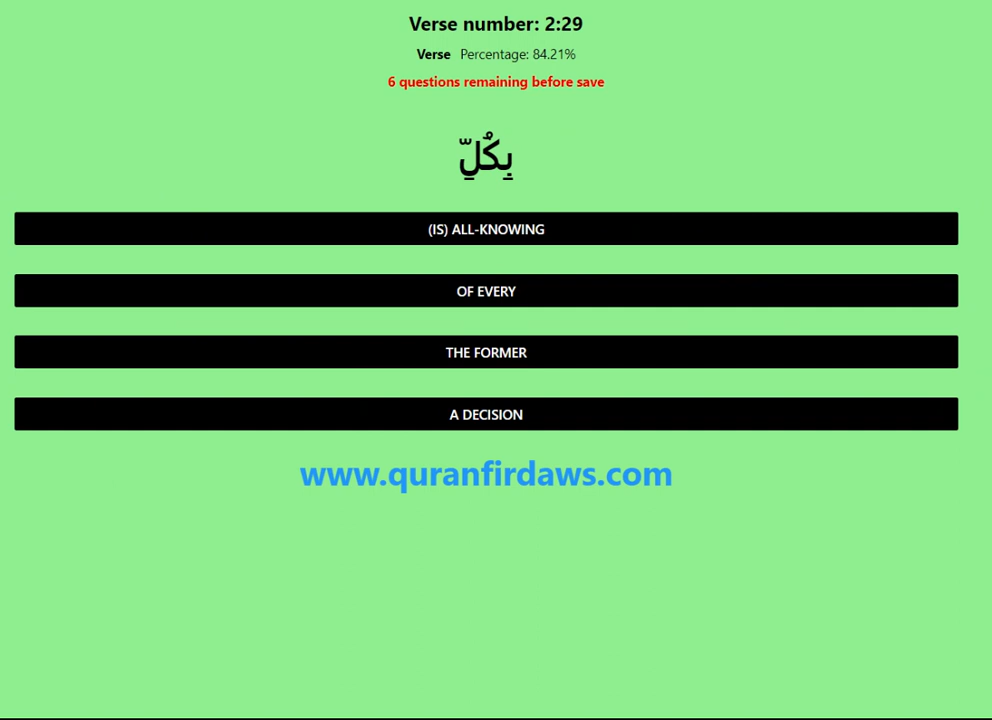 Verse number: 2:29
Verse Percentage: 84.21%
6 questions remaining before save
بِكُلِّ
(IS) ALL-KNOWING
OF EVERY
THE FORMER
A DECISION
www.quranfirdaws.com